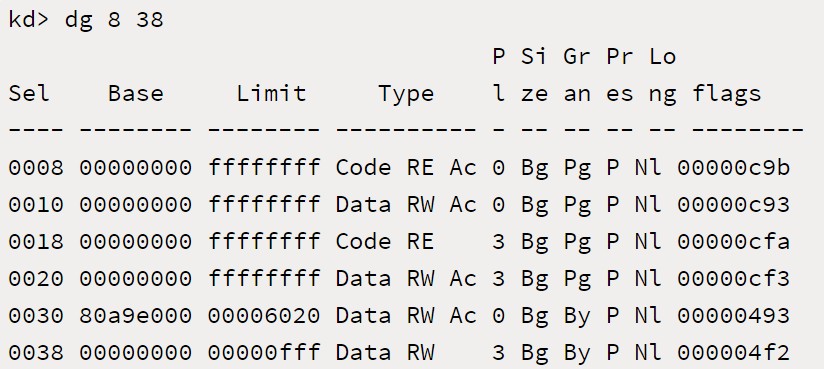 kd> dg 8 38
P Si Gr Pr Lo
Sel Base Limit Type l ze an es ng flags
---- -------- -------- ---------- - -- -- -- -- --------
0008 00000000 ffffffff Code RE Ac 0 Bg Pg P Nl 00000c9b
0010 00000000 ffffffff Data RW Ac 0 Bg Pg P Nl 00000c93
0018 00000000 ffffffff Code RE 3 Bg Pg P Nl 00000cfa
0020 00000000 ffffffff Data RW Ac 3 Bg Pg P Nl 00000cf3
0030 80a9e000 00006020 Data RW Ac 0 Bg By P Nl 00000493
0038 00000000 00000fff Data RW 3 Bg By P Nl 000004f2